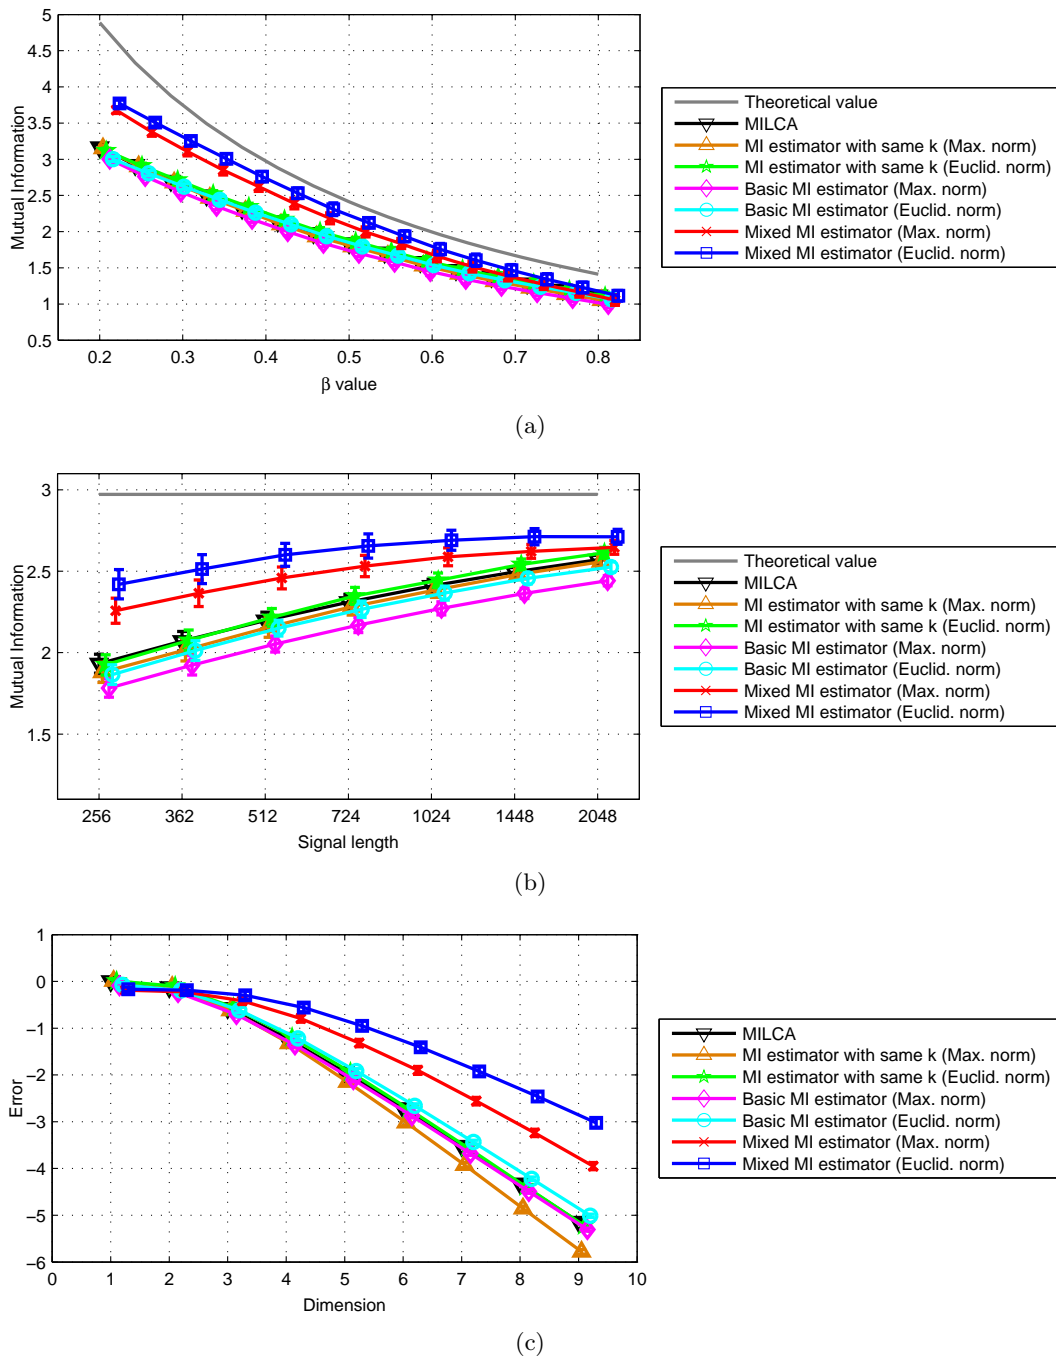 5
4.5
4
3.5
3
2.5
2
1.5
1
0.5
Mutual Information
0.2 0.3 0.4 0.5 0.6 0.7 0.8
β value
Theoretical value
MILCA
MI estimator with same k (Max. norm)
MI estimator with same k (Euclid. norm)
Basic MI estimator (Max. norm)
Basic MI estimator (Euclid. norm)
Mixed MI estimator (Max. norm)
Mixed MI estimator (Euclid. norm)
(a)
3
2.5
2
1.5
Mutual Information
256 362 512 724 1024 1448 2048
Signal length
Theoretical value
MILCA
MI estimator with same k (Max. norm)
MI estimator with same k (Euclid. norm)
Basic MI estimator (Max. norm)
Basic MI estimator (Euclid. norm)
Mixed MI estimator (Max. norm)
Mixed MI estimator (Euclid. norm)
(b)
1
0
−1
−2
−3
−4
−5
−6
Error
0 1 2 3 4 5 6 7 8 9 10
Dimension
MILCA
MI estimator with same k (Max. norm)
MI estimator with same k (Euclid. norm)
Basic MI estimator (Max. norm)
Basic MI estimator (Euclid. norm)
Mixed MI estimator (Max. norm)
Mixed MI estimator (Euclid. norm)
(c)